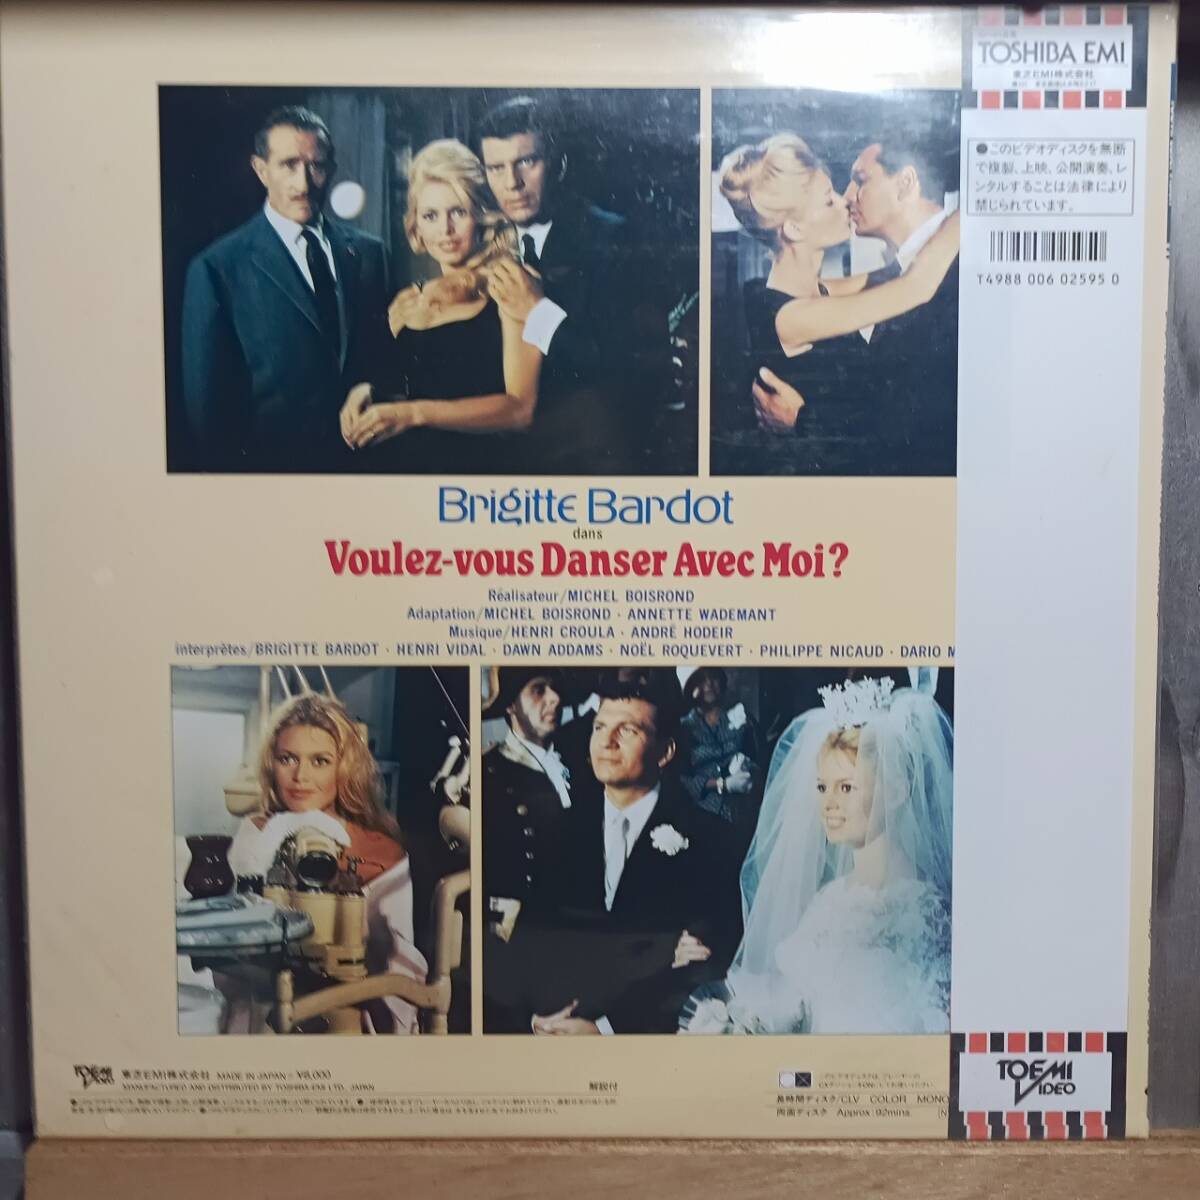 TOSHIBA EMI
東芝EMI株式会社
●このビデオディスクを無断
で複製、上映、公開演奏、レ
ンタルすることは法律により
禁じられています。
T4988 006 02595 0
Brigitte Bardot
dans
Voulez-vous Danser Avec Moi?
Réalisateur/MICHEL BOISROND
Adaptation/MICHEL BOISROND · ANNETTE WADEMANT
Musique/HENRI CROULA · ANDRÉ HODEIR
interprètes/BRIGITTE BARDOT · HENRI VIDAL · DAWN ADDAMS · NOËL ROQUEVERT · PHILIPPE NICAUD · DARIO M
TOEMI VIDEO
東芝EMI株式会社 MADE IN JAPAN
MANUFACTURED AND DISTRIBUTED BY TOSHIBA-EMI LTD., JAPAN
解説付
長時間ディスク/CLV COLOR MONO
両面ディスク Approx. 92mins.
TOEMI
VIDEO